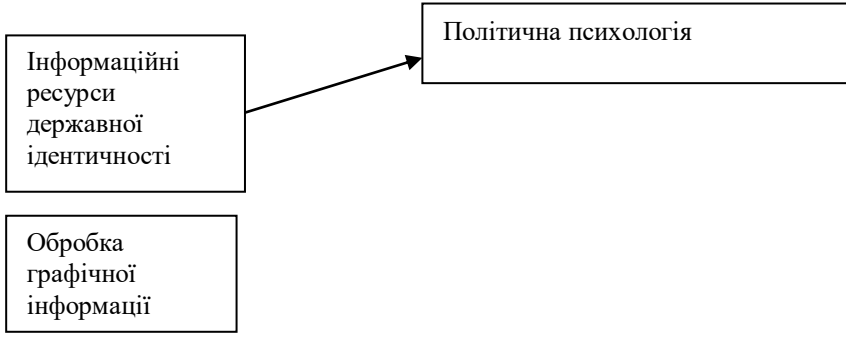 Політична психологія
Інформаційні
ресурси
державної
ідентичності
Обробка
графічної
інформації